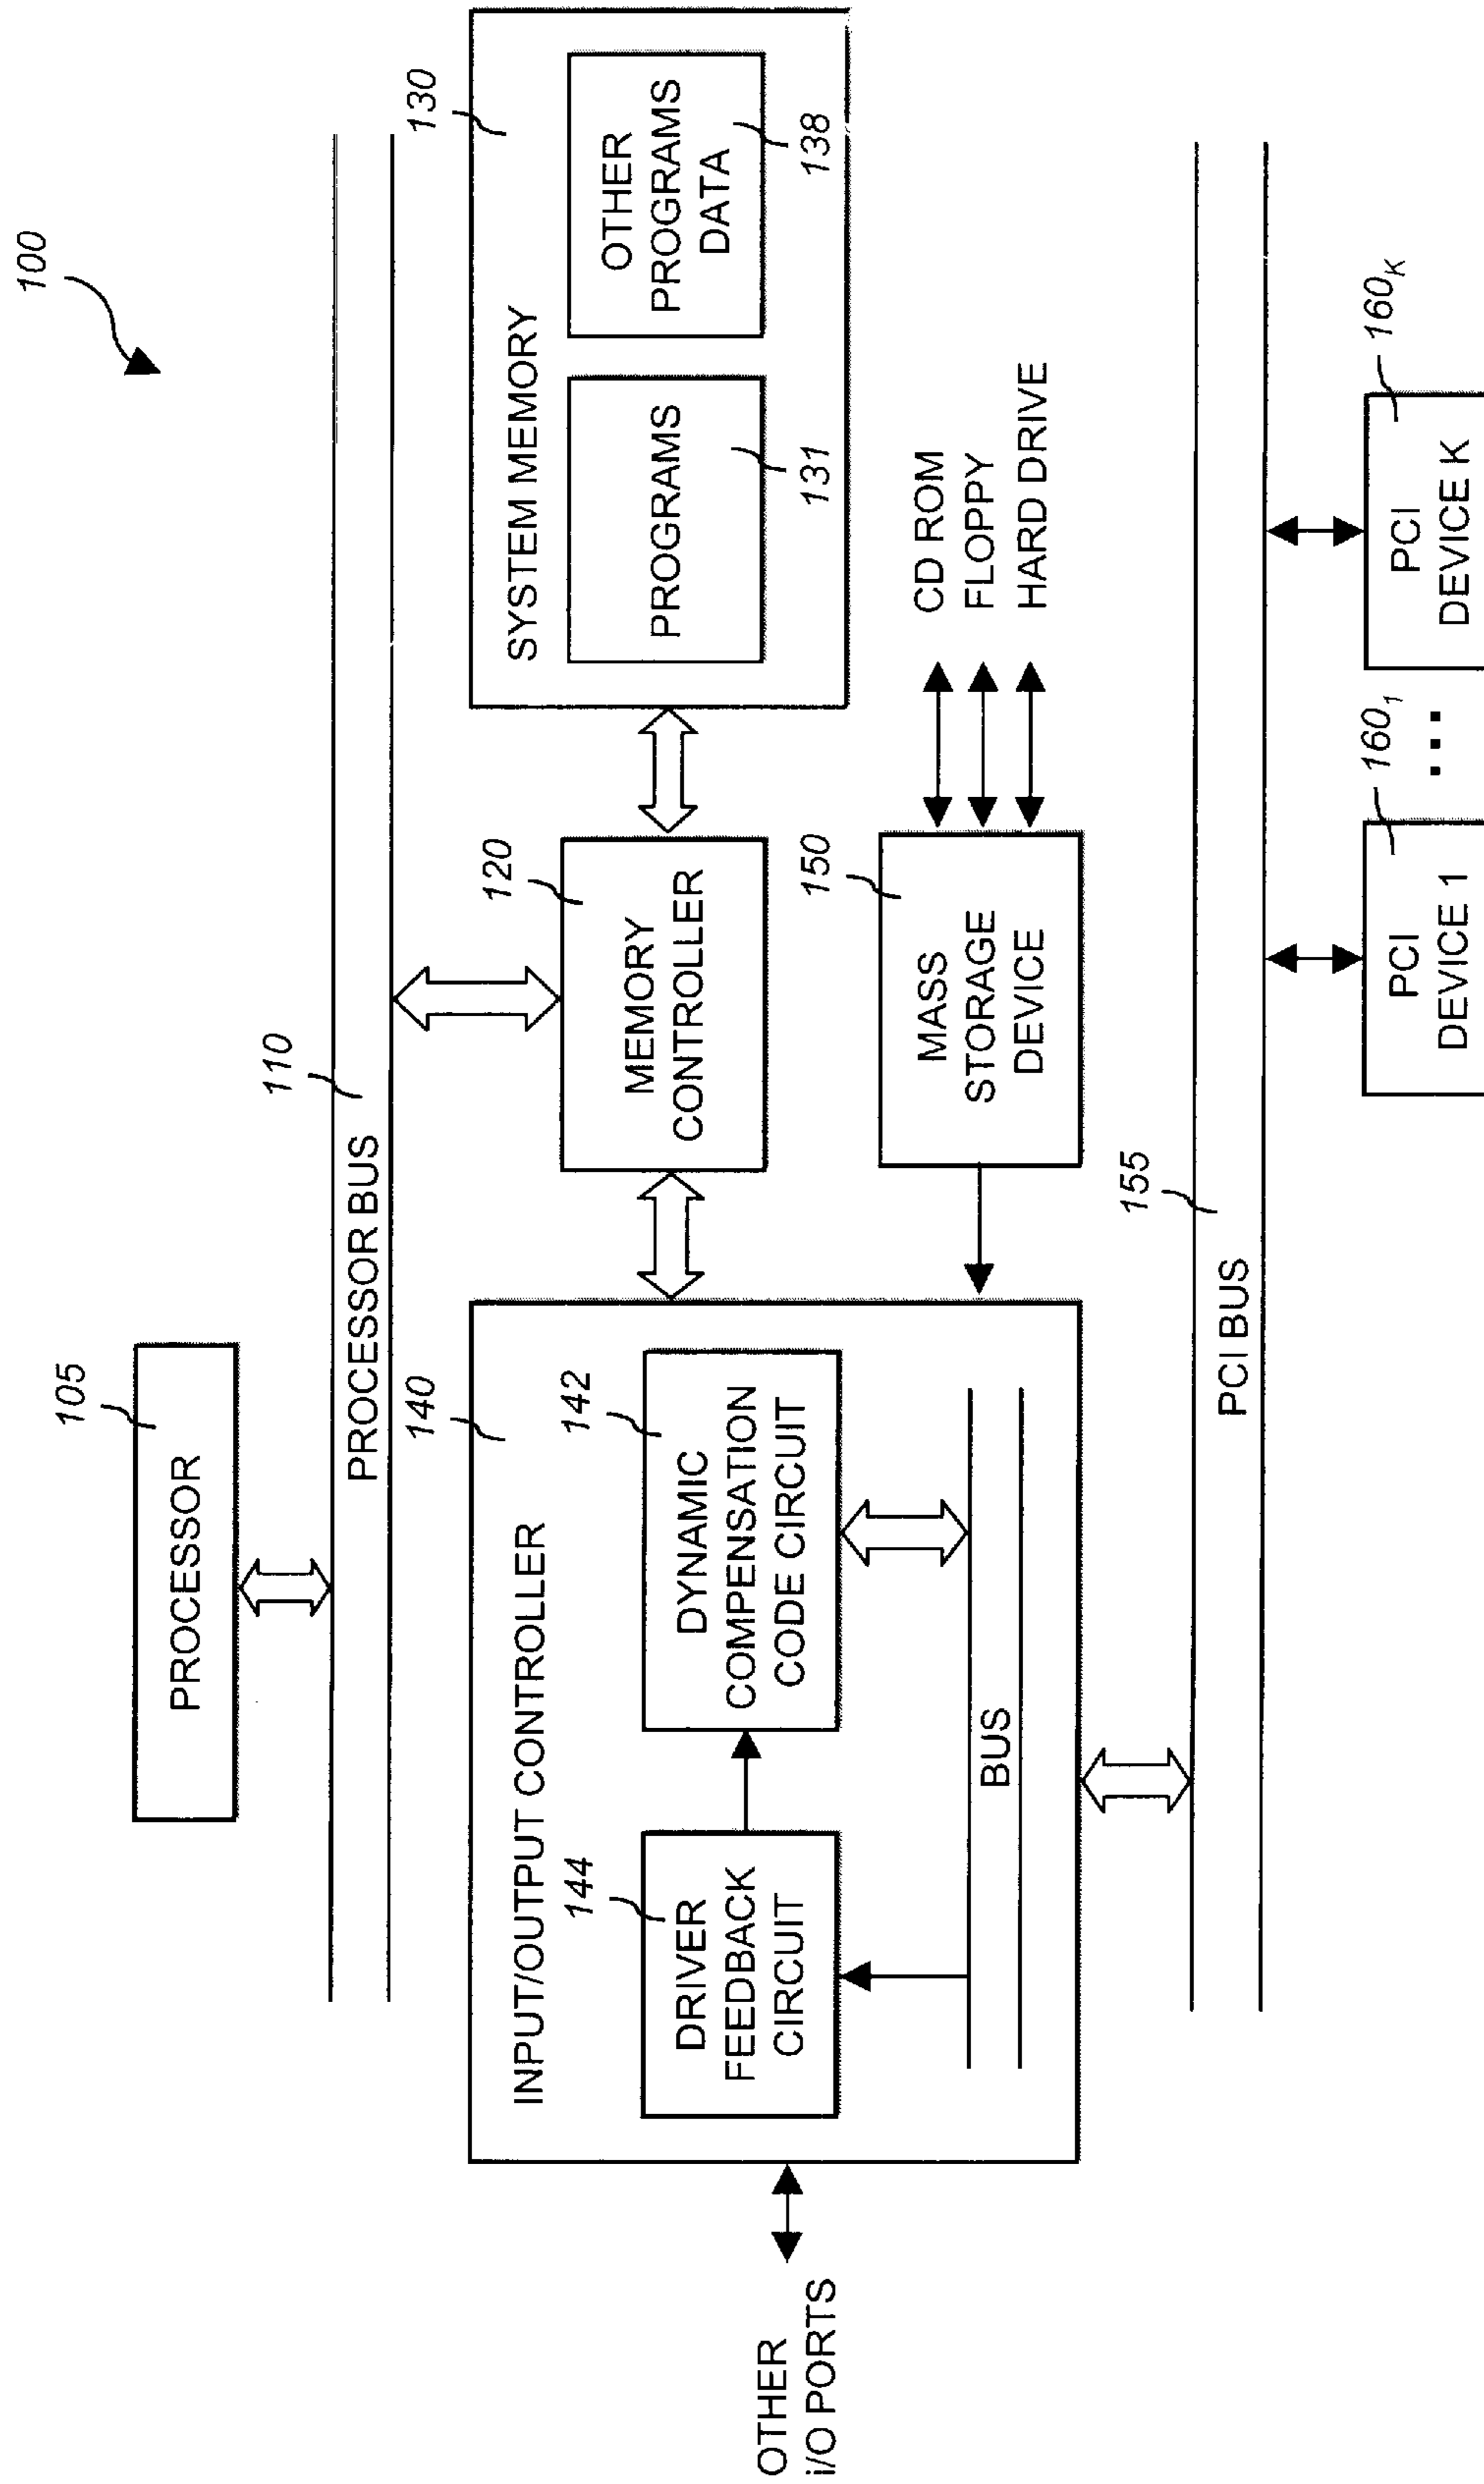 100
105
PROCESSOR
110
PROCESSOR BUS
130
SYSTEM MEMORY
PROGRAMS
131
OTHER
PROGRAMS
DATA
138
120
MEMORY
CONTROLLER
140
INPUT/OUTPUT CONTROLLER
144
DRIVER
FEEDBACK
CIRCUIT
142
DYNAMIC
COMPENSATION
CODE CIRCUIT
BUS
OTHER
i/O PORTS
150
MASS
STORAGE
DEVICE
CD ROM
FLOPPY
HARD DRIVE
155
PCI BUS
160₁
PCI
DEVICE 1
...
160ₖ
PCI
DEVICE K